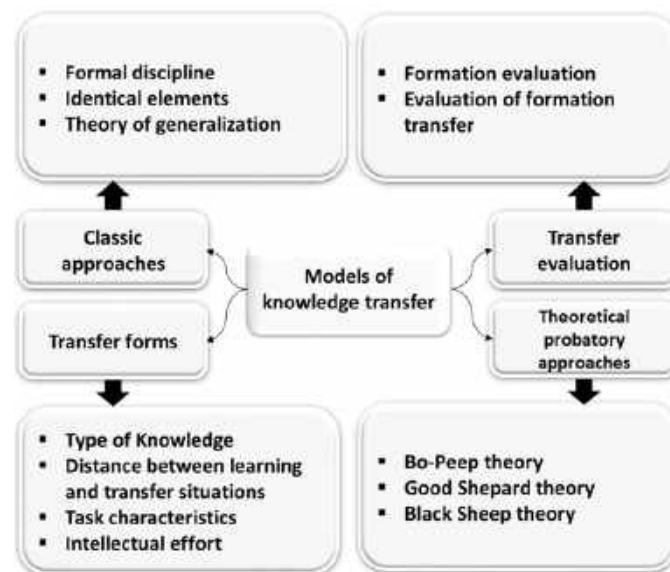 ▪ Formal discipline
▪ Identical elements
▪ Theory of generalization
▪ Formation evaluation
▪ Evaluation of formation
transfer
Classic
approaches
Models of
knowledge transfer
Transfer
evaluation
Transfer forms
Theoretical
probatory
approaches
▪ Type of Knowledge
▪ Distance between learning
and transfer situations
▪ Task characteristics
▪ Intellectual effort
▪ Bo-Peep theory
▪ Good Shepard theory
▪ Black Sheep theory